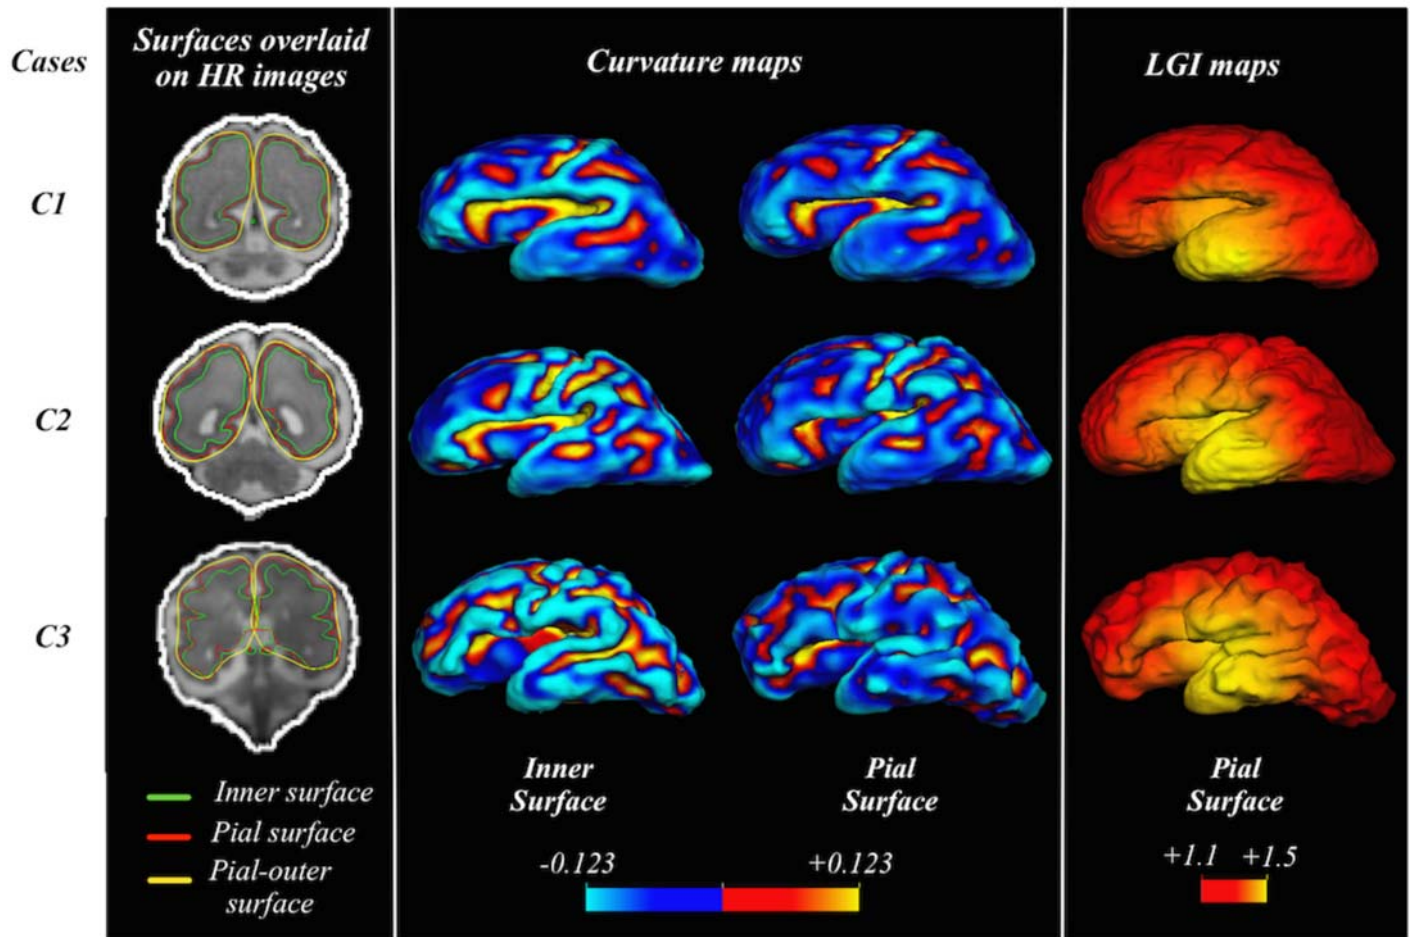 Cases
Surfaces overlaid
on HR images
Curvature maps
LGI maps
C1
C2
C3
Inner surface
Pial surface
Pial-outer
surface
Inner
Surface
Pial
Surface
-0.123
+0.123
Pial
Surface
+1.1
+1.5